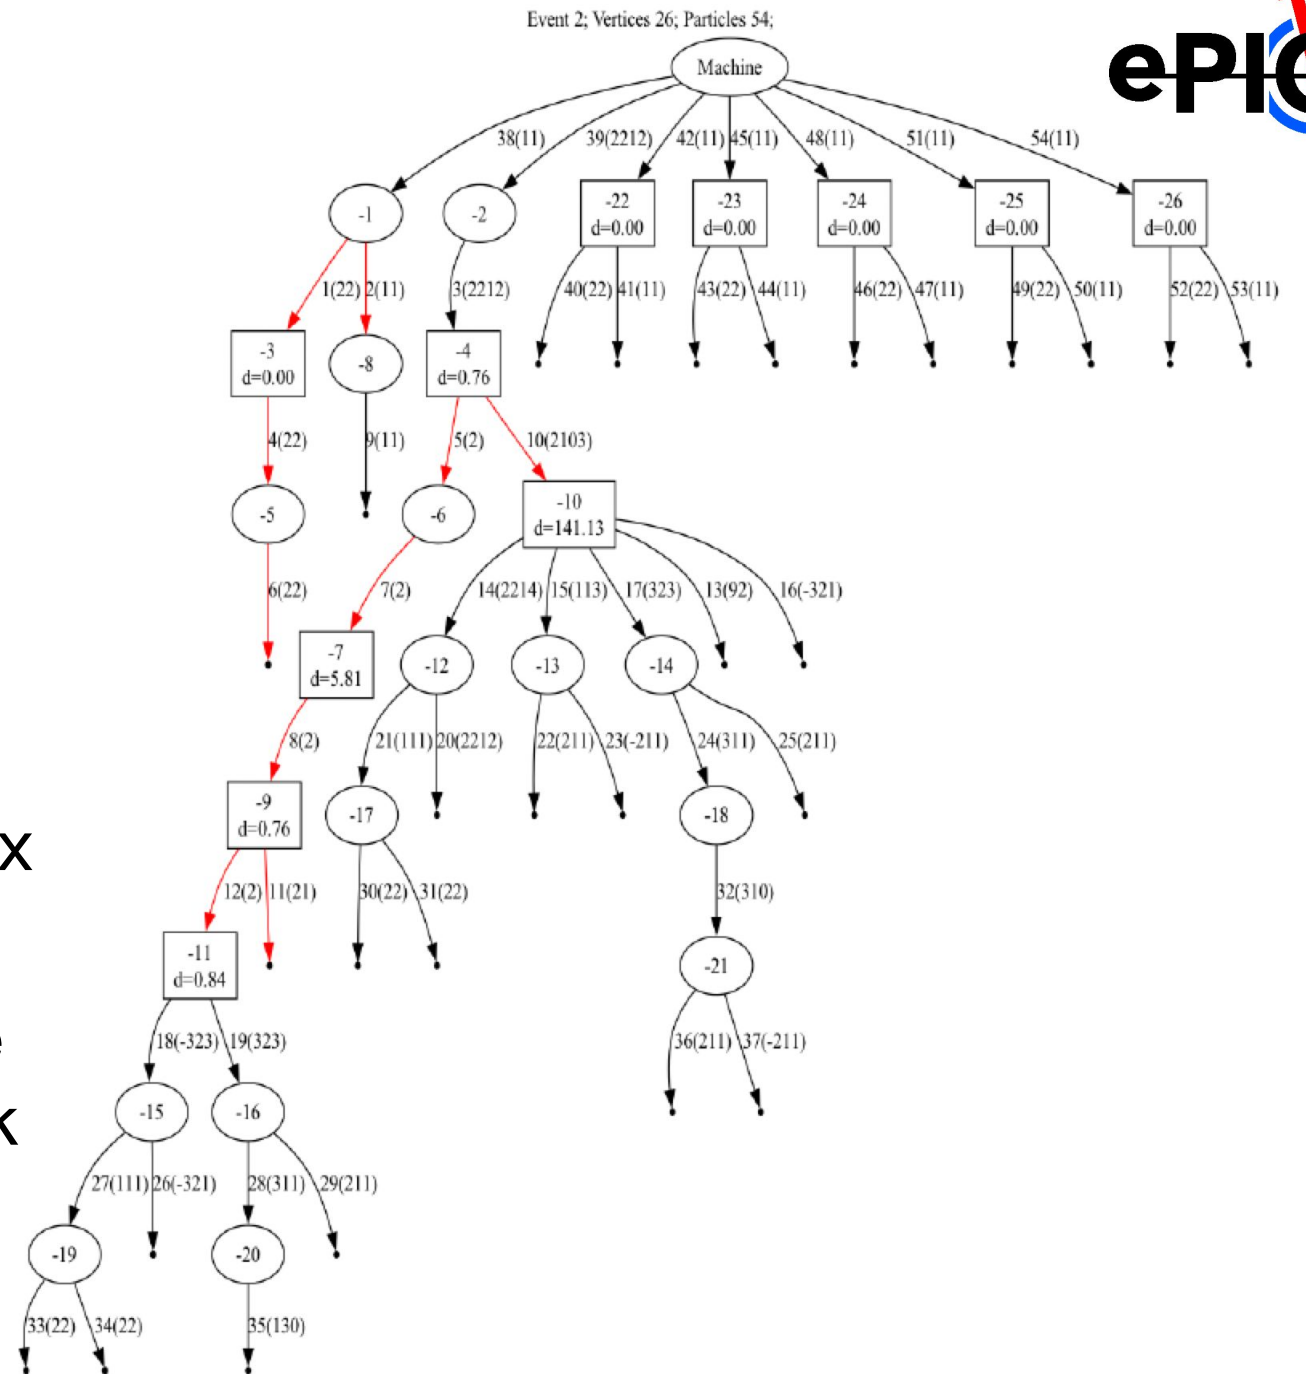 Event 2; Vertices 26; Particles 54;
ePIC
Machine
38(11) 39(2212) 42(11) 45(11) 48(11) 51(11) 54(11)
-1 -2 -22 -23 -24 -25 -26
d=0.00 d=0.00 d=0.00 d=0.00 d=0.00
1(22) 2(11) 3(2212) 40(22) 41(11) 43(22) 44(11) 46(22) 47(11) 49(22) 50(11) 52(22) 53(11)
-3 -8 -4
d=0.00 d=0.76
4(22) 9(11) 5(2) 10(2103)
-5 -6 -10
d=141.13
6(22) 7(2) 14(2214) 15(113) 17(323) 13(92) 16(-321)
-7 -12 -13 -14
d=5.81
8(2) 21(111) 20(2212) 22(211) 23(-211) 24(311) 25(211)
-9 -17 -18
d=0.76
x
12(2) 11(21) 30(22) 31(22) 32(310)
-11 -21
d=0.84
18(-323) 19(323) 36(211) 37(-211)
e
-15 -16
k
27(111) 26(-321) 28(311) 29(211)
-19 -20
33(22) 34(22) 35(130)